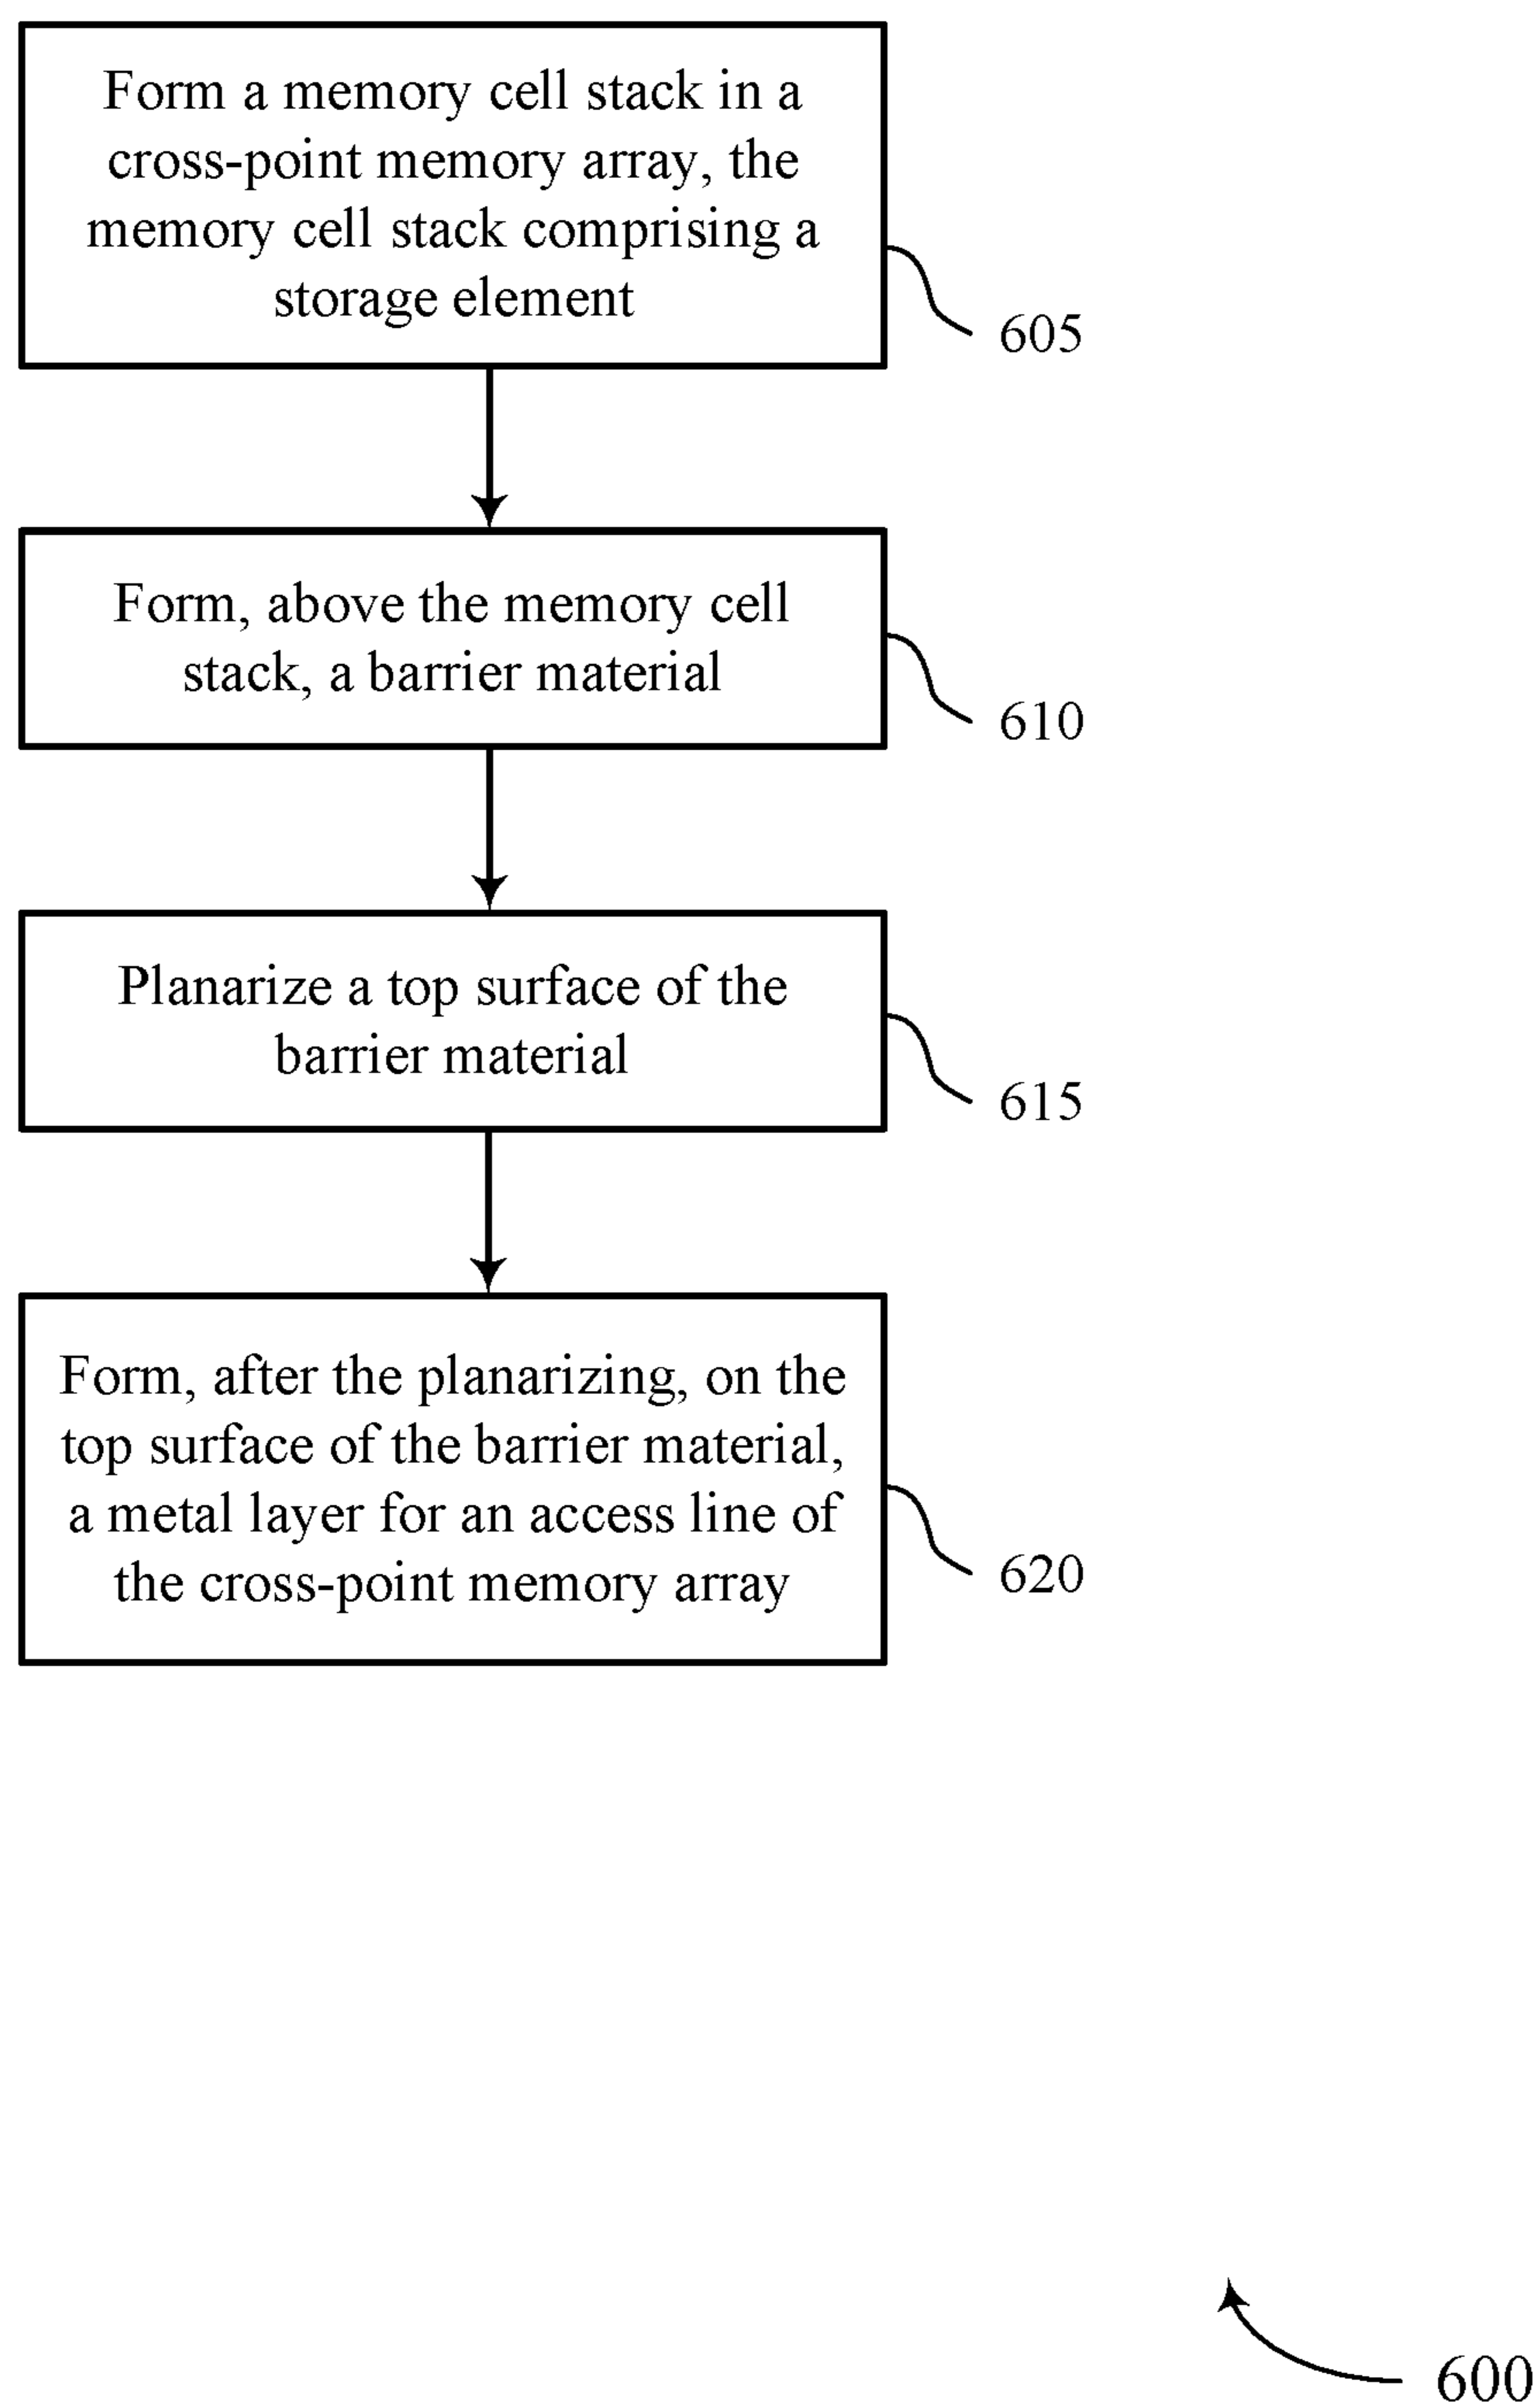 Form a memory cell stack in a
cross-point memory array, the
memory cell stack comprising a
storage element
605
Form, above the memory cell
stack, a barrier material
610
Planarize a top surface of the
barrier material
615
Form, after the planarizing, on the
top surface of the barrier material,
a metal layer for an access line of
the cross-point memory array
620
600